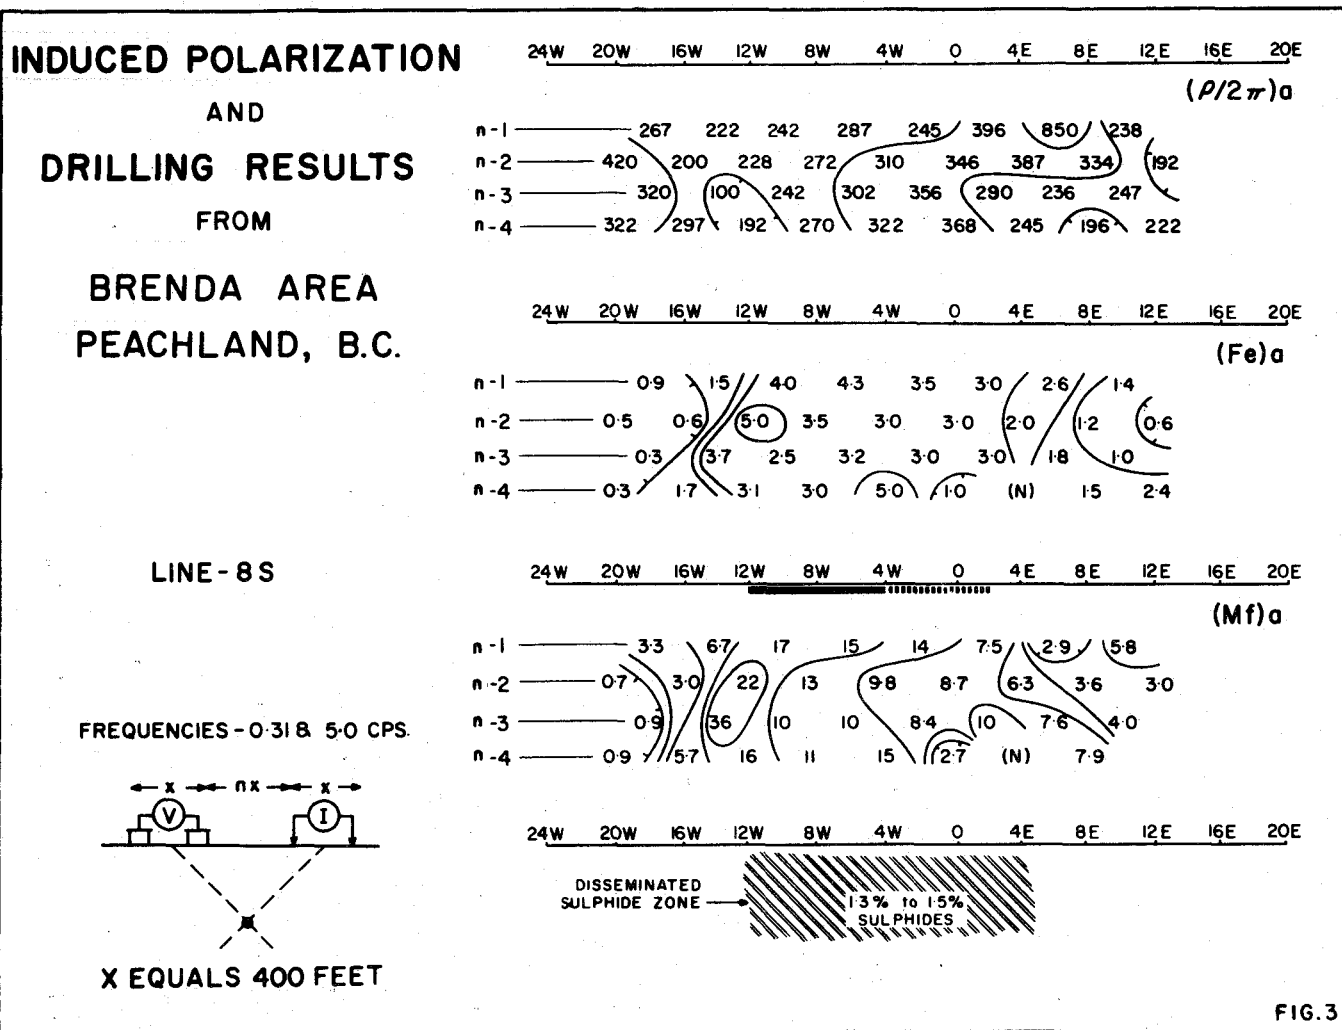 INDUCED POLARIZATION
AND
DRILLING RESULTS
FROM
BRENDA AREA
PEACHLAND, B.C.
LINE-8S
FREQUENCIES-0·31 & 5·0 CPS.
x nx x
V I
X EQUALS 400 FEET
24W 20W 16W 12W 8W 4W 0 4E 8E 12E 16E 20E
(ρ/2π)a
n-1 267 222 242 287 245 396 850 238
n-2 420 200 228 272 310 346 387 334 192
n-3 320 100 242 302 356 290 236 247
n-4 322 297 192 270 322 368 245 196 222
24W 20W 16W 12W 8W 4W 0 4E 8E 12E 16E 20E
(Fe)a
n-1 0·9 1·5 4·0 4·3 3·5 3·0 2·6 1·4
n-2 0·5 0·6 5·0 3·5 3·0 3·0 2·0 1·2 0·6
n-3 0·3 3·7 2·5 3·2 3·0 3·0 1·8 1·0
n-4 0·3 1·7 3·1 3·0 5·0 1·0 (N) 1·5 2·4
24W 20W 16W 12W 8W 4W 0 4E 8E 12E 16E 20E
(Mf)a
n-1 3·3 6·7 17 15 14 7·5 2·9 5·8
n-2 0·7 3·0 22 13 9·8 8·7 6·3 3·6 3·0
n-3 0·9 36 10 10 8·4 10 7·6 4·0
n-4 0·9 5·7 16 11 15 2·7 (N) 7·9
24W 20W 16W 12W 8W 4W 0 4E 8E 12E 16E 20E
DISSEMINATED
SULPHIDE ZONE
1·3% to 1·5%
SULPHIDES
FIG.3